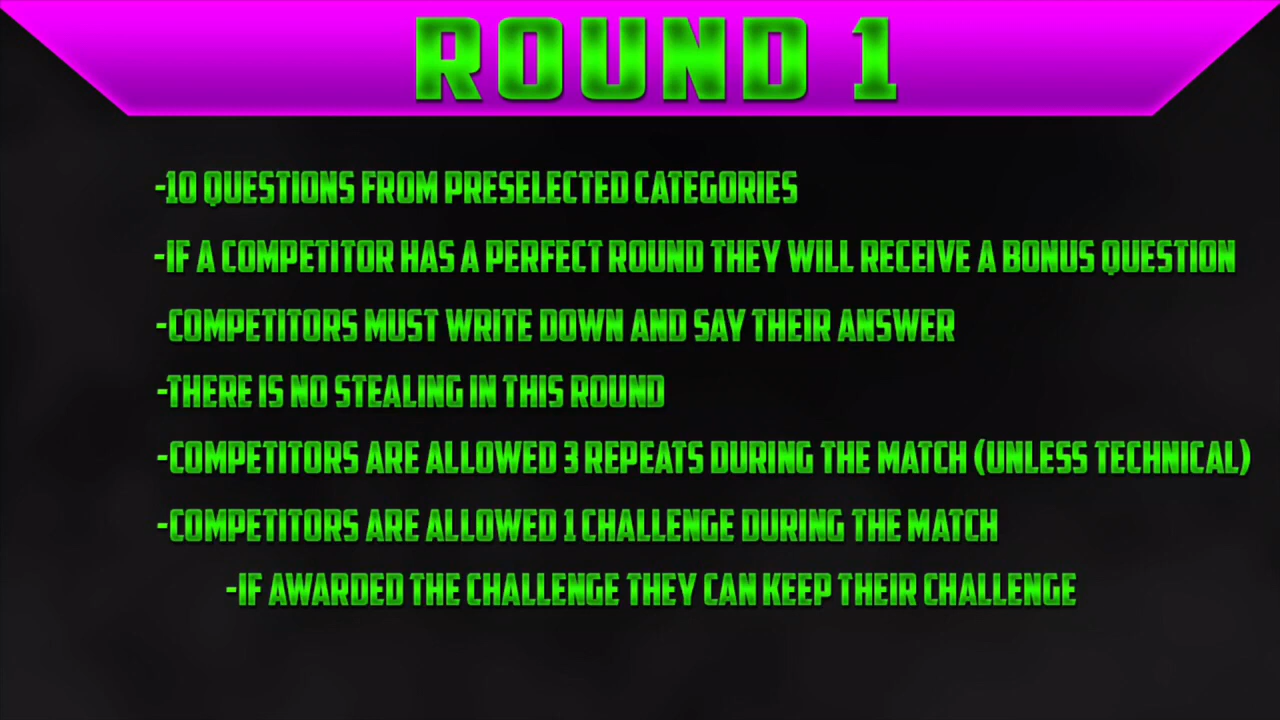 ROUND 1
-10 QUESTIONS FROM PRESELECTED CATEGORIES
-IF A COMPETITOR HAS A PERFECT ROUND THEY WILL RECEIVE A BONUS QUESTION
-COMPETITORS MUST WRITE DOWN AND SAY THEIR ANSWER
-THERE IS NO STEALING IN THIS ROUND
-COMPETITORS ARE ALLOWED 3 REPEATS DURING THE MATCH (UNLESS TECHNICAL)
-COMPETITORS ARE ALLOWED 1 CHALLENGE DURING THE MATCH
-IF AWARDED THE CHALLENGE THEY CAN KEEP THEIR CHALLENGE